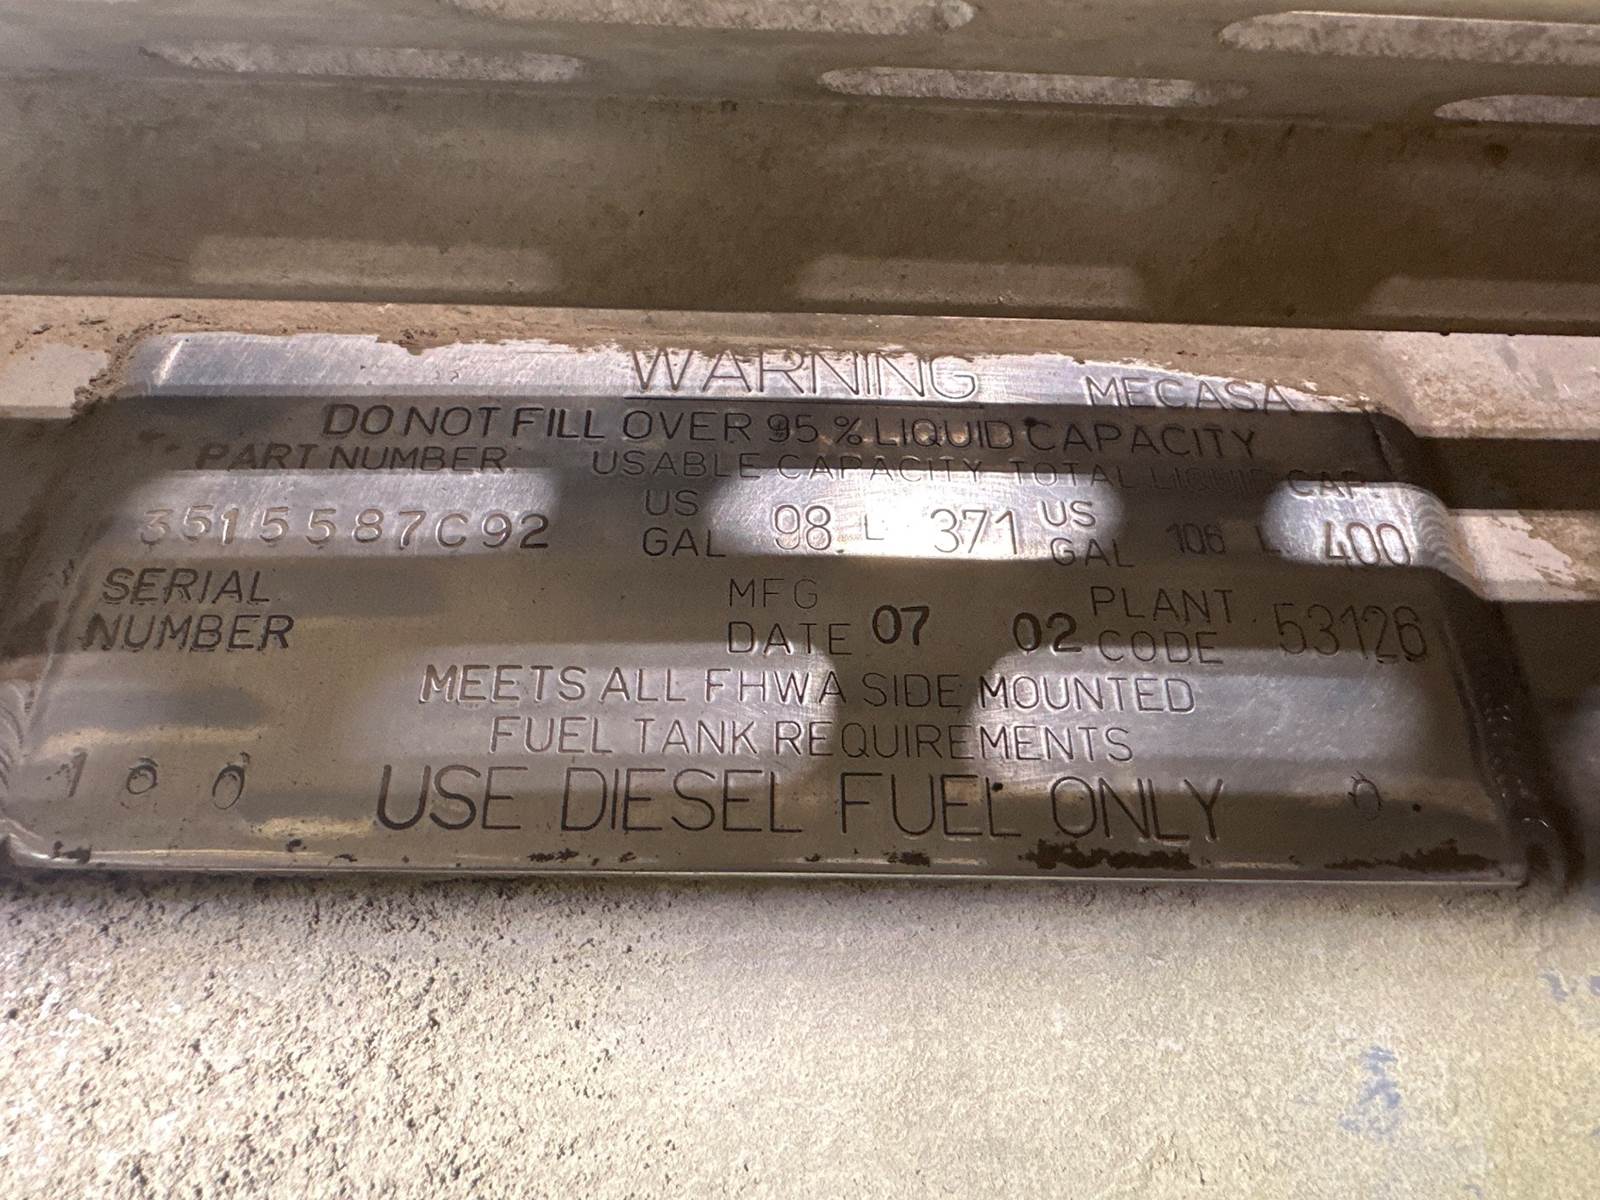 WARNING MECASA
DO NOT FILL OVER 95 % LIQUID CAPACITY
PART NUMBER USABLE CAPACITY TOTAL LIQUID CAP.
3515587C92 US GAL 98 L 371 US GAL 106 L 400
SERIAL NUMBER MFG DATE 07 02 PLANT CODE 53126
MEETS ALL FHWA SIDE MOUNTED
FUEL TANK REQUIREMENTS
100 USE DIESEL FUEL ONLY 0